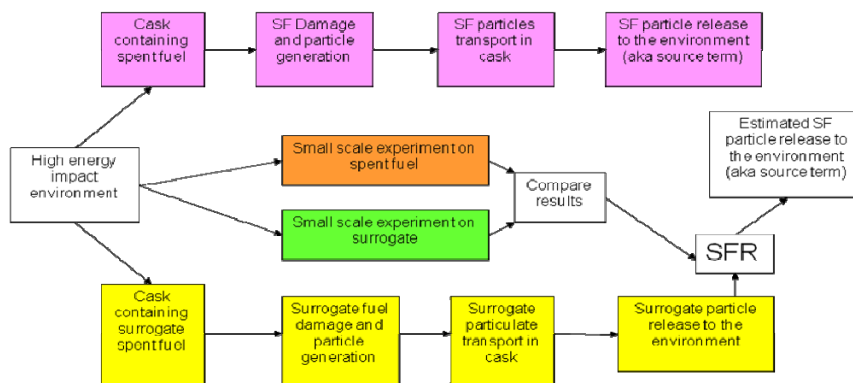 Cask
containing
spent fuel
SF Damage
and particle
generation
SF particles
transport in
cask
SF particle release
to the environment
(aka source term)
High energy
impact
environment
Small scale experiment on
spent fuel
Small scale experiment on
surrogate
Compare
results
Estimated SF
particle release to
the environment
(aka source term)
SFR
Cask
containing
surrogate
spent fuel
Surrogate fuel
damage and
particle
generation
Surrogate
particulate
transport in
cask
Surrogate particle
release to the
environment